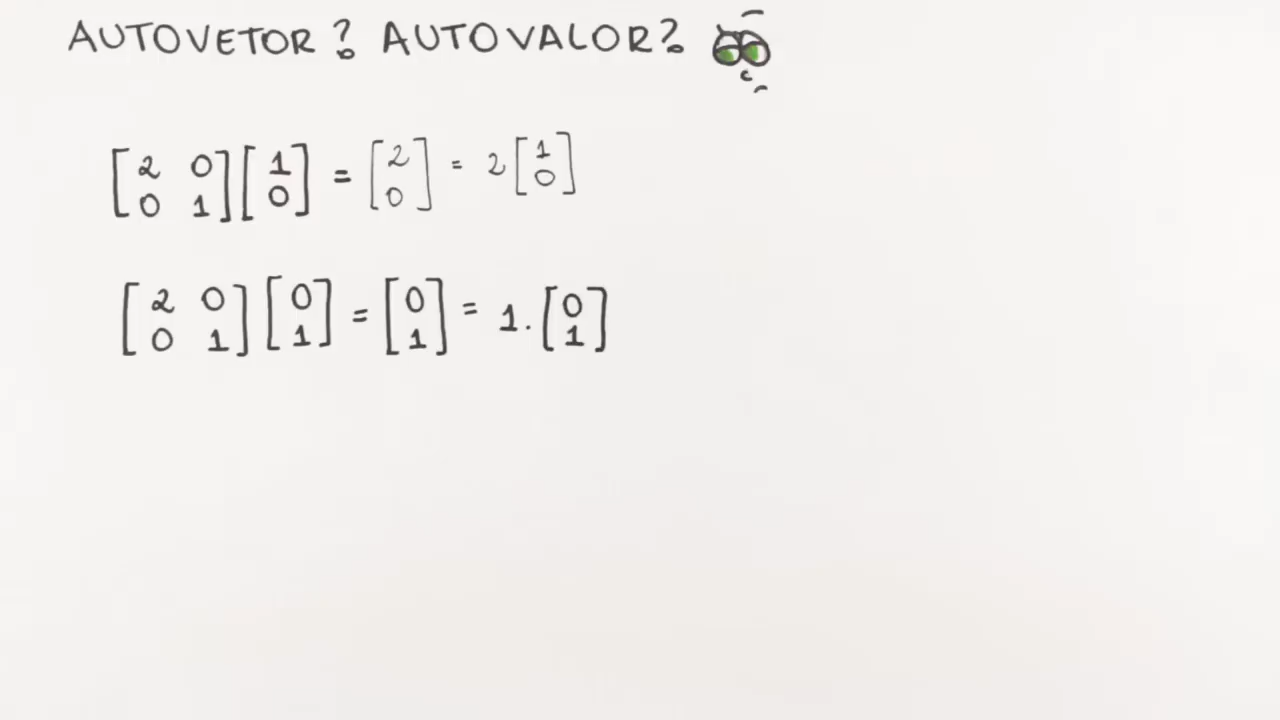 AUTOVETOR? AUTOVALOR?
[2 0; 0 1][1; 0] = [2; 0] = 2[1; 0]
[2 0; 0 1][0; 1] = [0; 1] = 1.[0; 1]